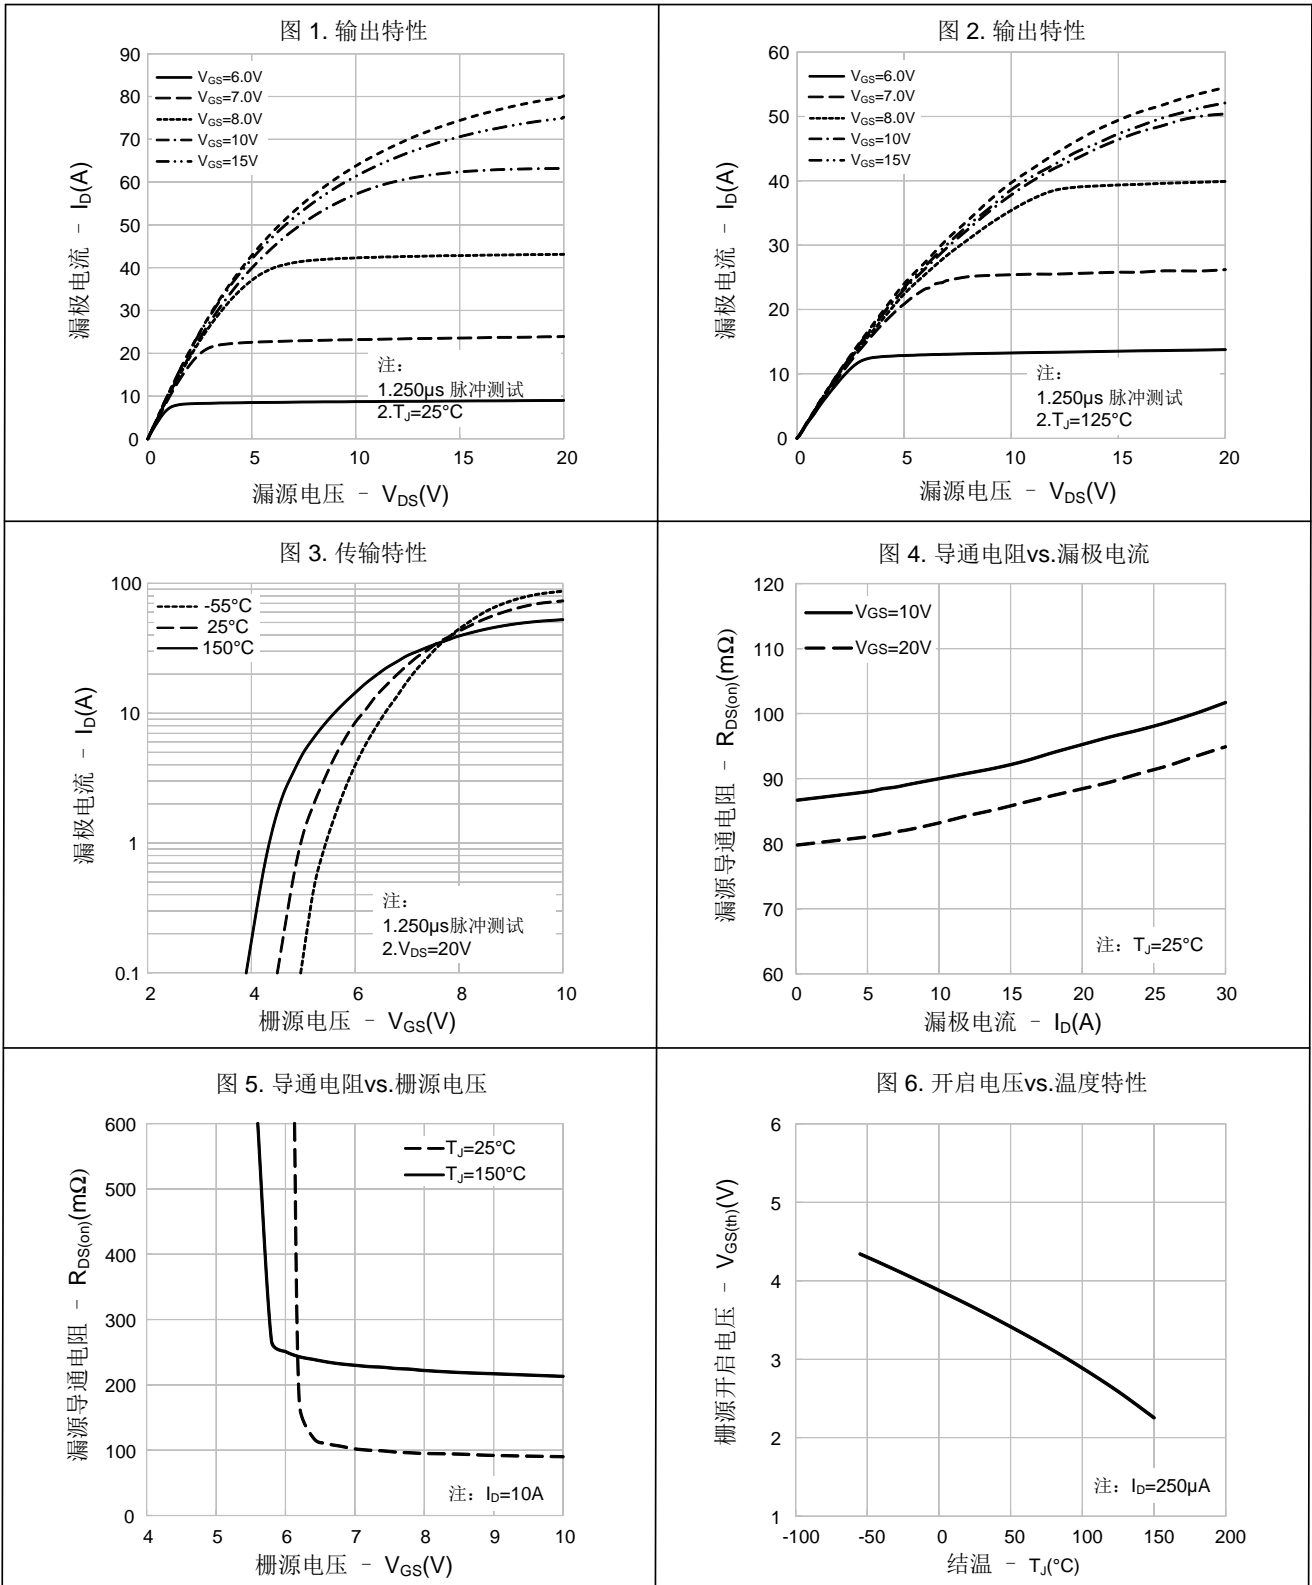 图 1. 输出特性
漏极电流 - ID(A)
90
80
70
60
50
40
30
20
10
0
VGS=6.0V
VGS=7.0V
VGS=8.0V
VGS=10V
VGS=15V
注：
1.250µs 脉冲测试
2.TJ=25°C
0 5 10 15 20
漏源电压 - VDS(V)
图 2. 输出特性
漏极电流 - ID(A)
60
50
40
30
20
10
0
VGS=6.0V
VGS=7.0V
VGS=8.0V
VGS=10V
VGS=15V
注：
1.250µs 脉冲测试
2.TJ=125°C
0 5 10 15 20
漏源电压 - VDS(V)
图 3. 传输特性
漏极电流 - ID(A)
100
10
1
0.1
-55°C
25°C
150°C
注：
1.250µs脉冲测试
2.VDS=20V
2 4 6 8 10
栅源电压 - VGS(V)
图 4. 导通电阻vs.漏极电流
漏源导通电阻 - RDS(on)(mΩ)
120
110
100
90
80
70
60
VGS=10V
VGS=20V
注：TJ=25°C
0 5 10 15 20 25 30
漏极电流 - ID(A)
图 5. 导通电阻vs.栅源电压
漏源导通电阻 - RDS(on)(mΩ)
600
500
400
300
200
100
0
TJ=25°C
TJ=150°C
注：ID=10A
4 5 6 7 8 9 10
栅源电压 - VGS(V)
图 6. 开启电压vs.温度特性
栅源开启电压 - VGS(th)(V)
6
5
4
3
2
1
注：ID=250µA
-100 -50 0 50 100 150 200
结温 - TJ(°C)